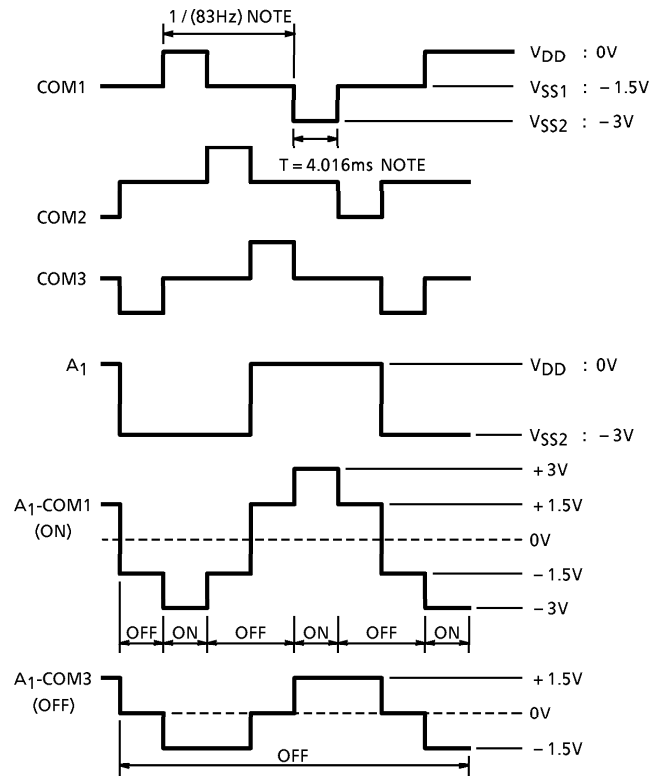 1 / (83Hz) NOTE
VDD : 0V
COM1
VSS1 : −1.5V
VSS2 : −3V
T = 4.016ms NOTE
COM2
COM3
A1
VDD : 0V
VSS2 : −3V
+3V
A1-COM1
(ON)
+1.5V
0V
−1.5V
−3V
OFF ON OFF ON OFF ON
A1-COM3
(OFF)
+1.5V
0V
−1.5V
OFF